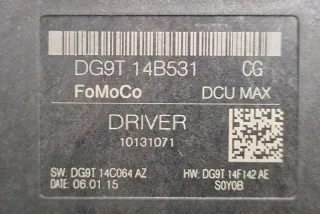 DG9T 14B531 CG
FoMoCo DCU MAX
DRIVER
10131071
SW: DG9T 14C064 AZ HW: DG9T 14F142 AE
DATE: 06.01.15 S0Y0B